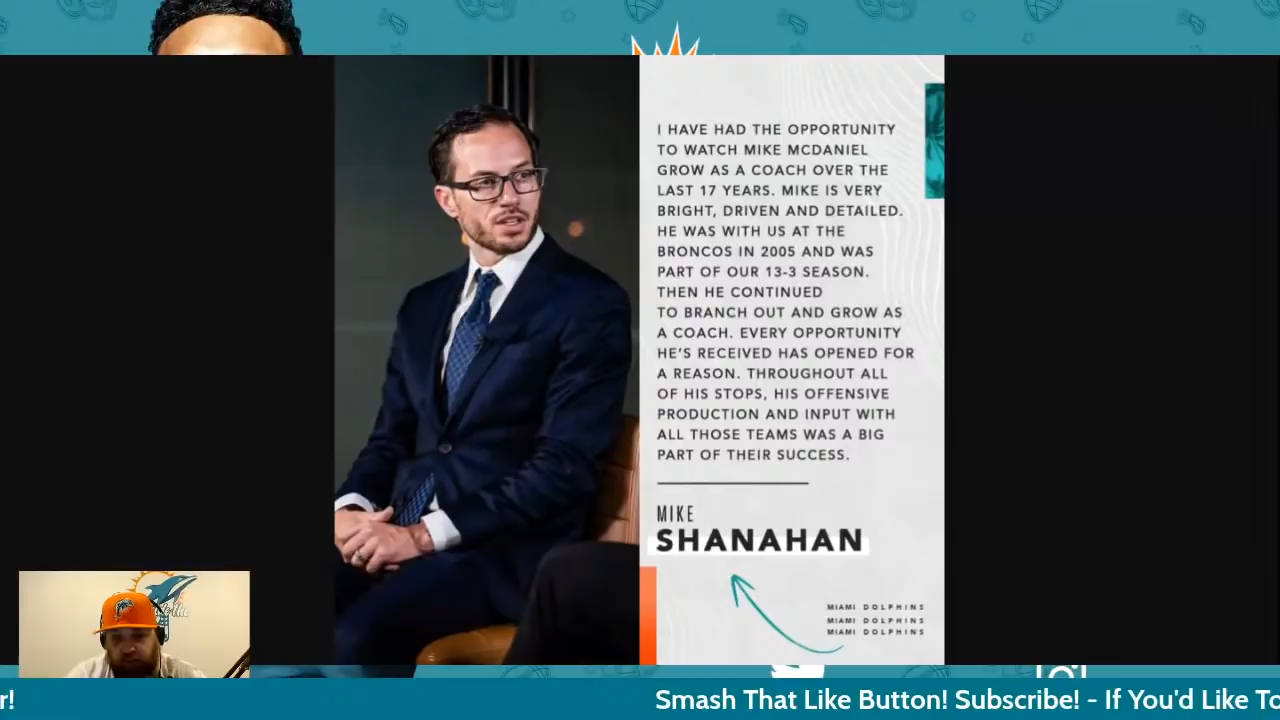 I HAVE HAD THE OPPORTUNITY
TO WATCH MIKE MCDANIEL
GROW AS A COACH OVER THE
LAST 17 YEARS. MIKE IS VERY
BRIGHT, DRIVEN AND DETAILED.
HE WAS WITH US AT THE
BRONCOS IN 2005 AND WAS
PART OF OUR 13-3 SEASON.
THEN HE CONTINUED
TO BRANCH OUT AND GROW AS
A COACH. EVERY OPPORTUNITY
HE'S RECEIVED HAS OPENED FOR
A REASON. THROUGHOUT ALL
OF HIS STOPS, HIS OFFENSIVE
PRODUCTION AND INPUT WITH
ALL THOSE TEAMS WAS A BIG
PART OF THEIR SUCCESS.
MIKE
SHANAHAN
MIAMI DOLPHINS
MIAMI DOLPHINS
MIAMI DOLPHINS
r!
Smash That Like Button! Subscribe! - If You'd Like To